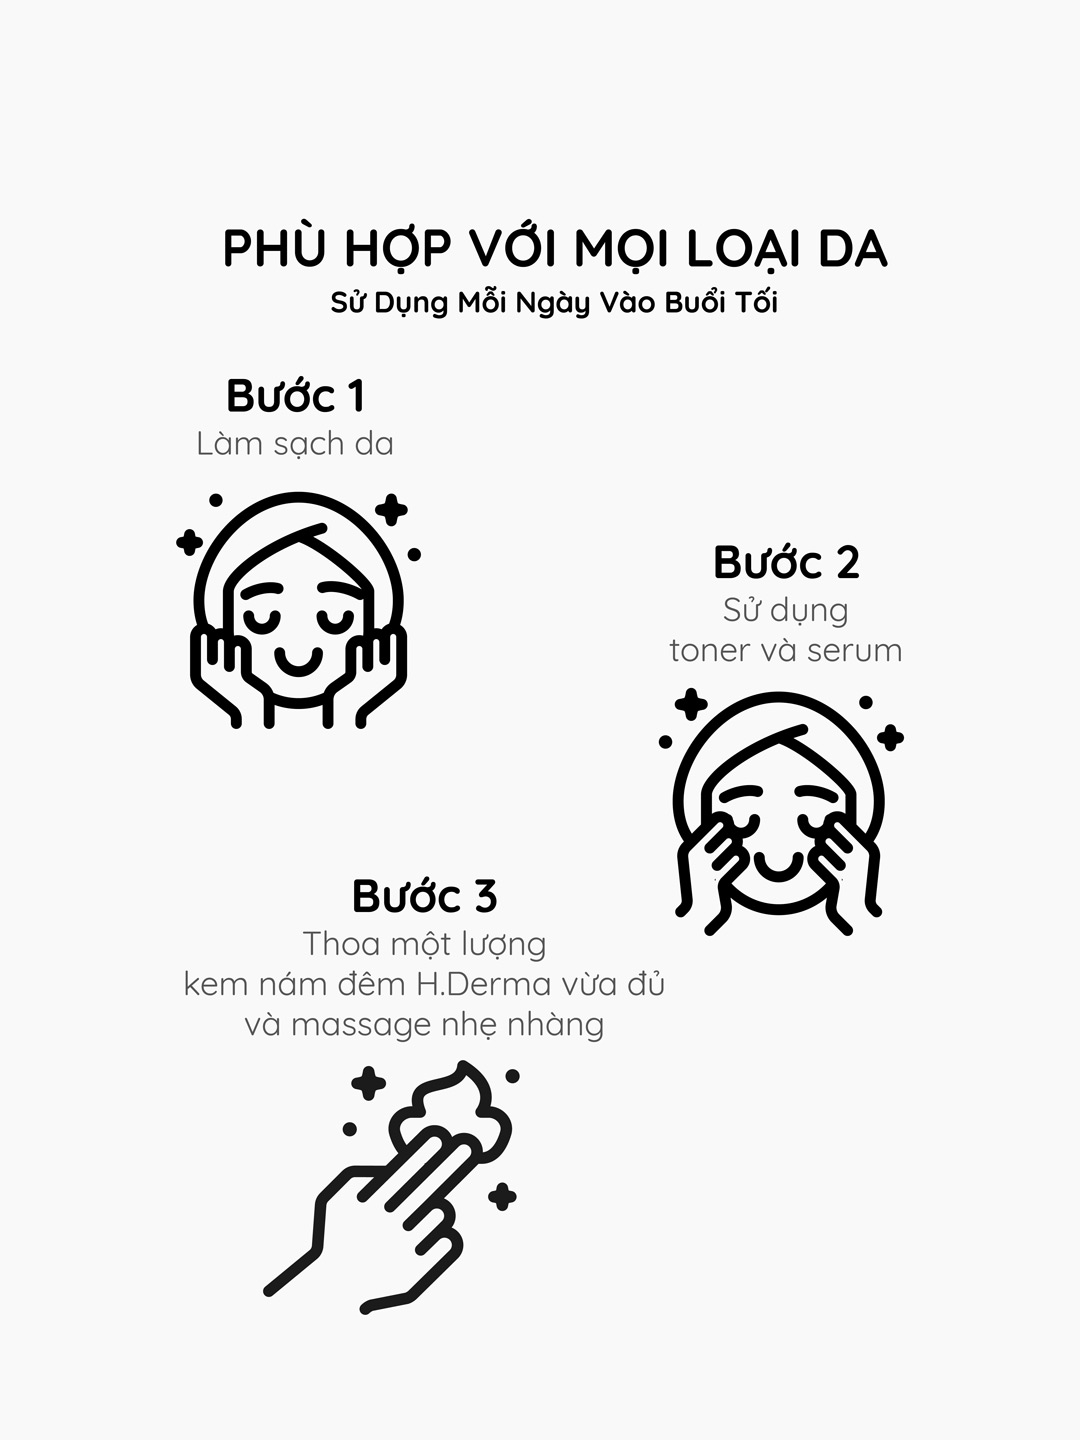 PHÙ HỢP VỚI MỌI LOẠI DA
Sử Dụng Mỗi Ngày Vào Buổi Tối
Bước 1
Làm sạch da
Bước 2
Sử dụng
toner và serum
Bước 3
Thoa một lượng
kem nám đêm H.Derma vừa đủ
và massage nhẹ nhàng